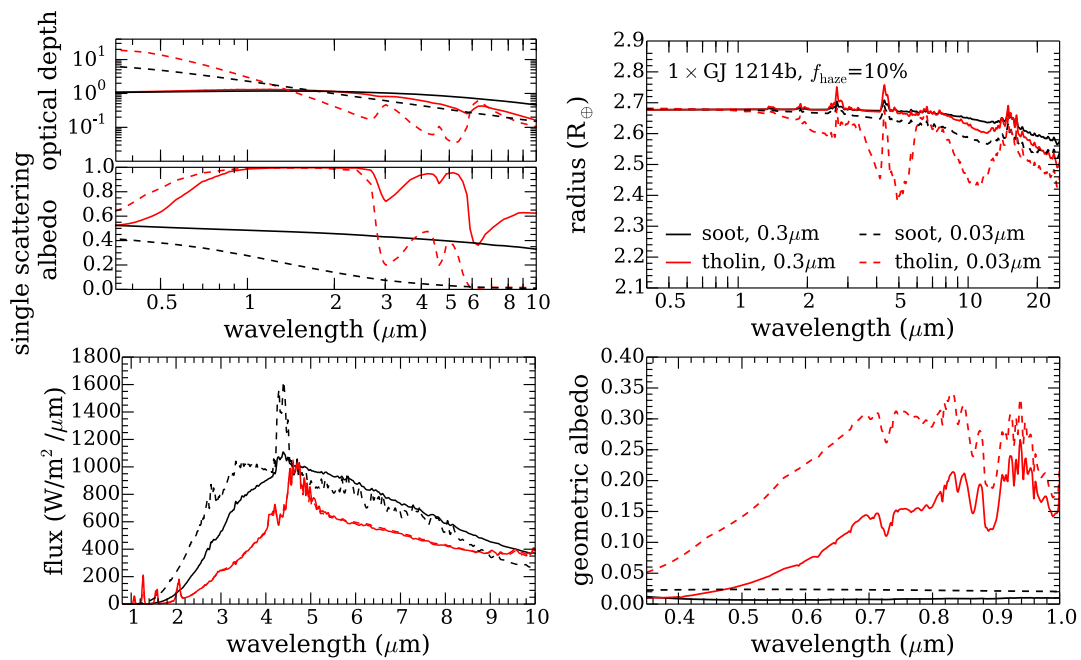 optical depth
10^1
10^0
10^-1
single scattering
albedo
1.0
0.8
0.6
0.4
0.2
0.0
0.5 1 2 3 4 5 6 8 10
wavelength (μm)
radius (R⊕)
2.9
2.8
2.7
2.6
2.5
2.4
2.3
2.2
2.1
1 × GJ 1214b, f_haze=10%
soot, 0.3μm
soot, 0.03μm
tholin, 0.3μm
tholin, 0.03μm
0.5 1 2 5 10 20
wavelength (μm)
flux (W/m^2/μm)
1800
1600
1400
1200
1000
800
600
400
200
0
1 2 3 4 5 6 7 8 9 10
wavelength (μm)
geometric albedo
0.40
0.35
0.30
0.25
0.20
0.15
0.10
0.05
0.00
0.4 0.5 0.6 0.7 0.8 0.9 1.0
wavelength (μm)